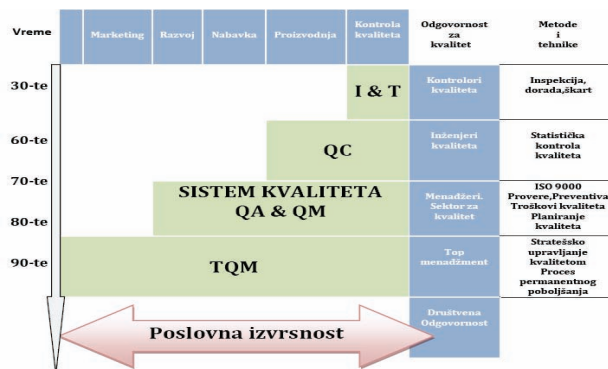 Vreme
Marketing
Razvoj
Nabavka
Proizvodnja
Kontrola
kvaliteta
Odgovornost
za
kvalitet
Metode
i
tehnike
30-te
I & T
Kontrolori
kvaliteta
Inspekcija,
dorada,škart
60-te
QC
Inženjeri
kvaliteta
Statistička
kontrola
kvaliteta
70-te
80-te
SISTEM KVALITETA
QA & QM
Menadžeri.
Sektor za
kvalitet
ISO 9000
Provere,Preventiva
Troškovi kvaliteta
Planiranje
kvaliteta
90-te
TQM
Top
menadžment
Stratešsko
upravljanje
kvalitetom
Proces
permanentnog
poboljšanja
Poslovna izvrsnost
Društvena
Odgovornost